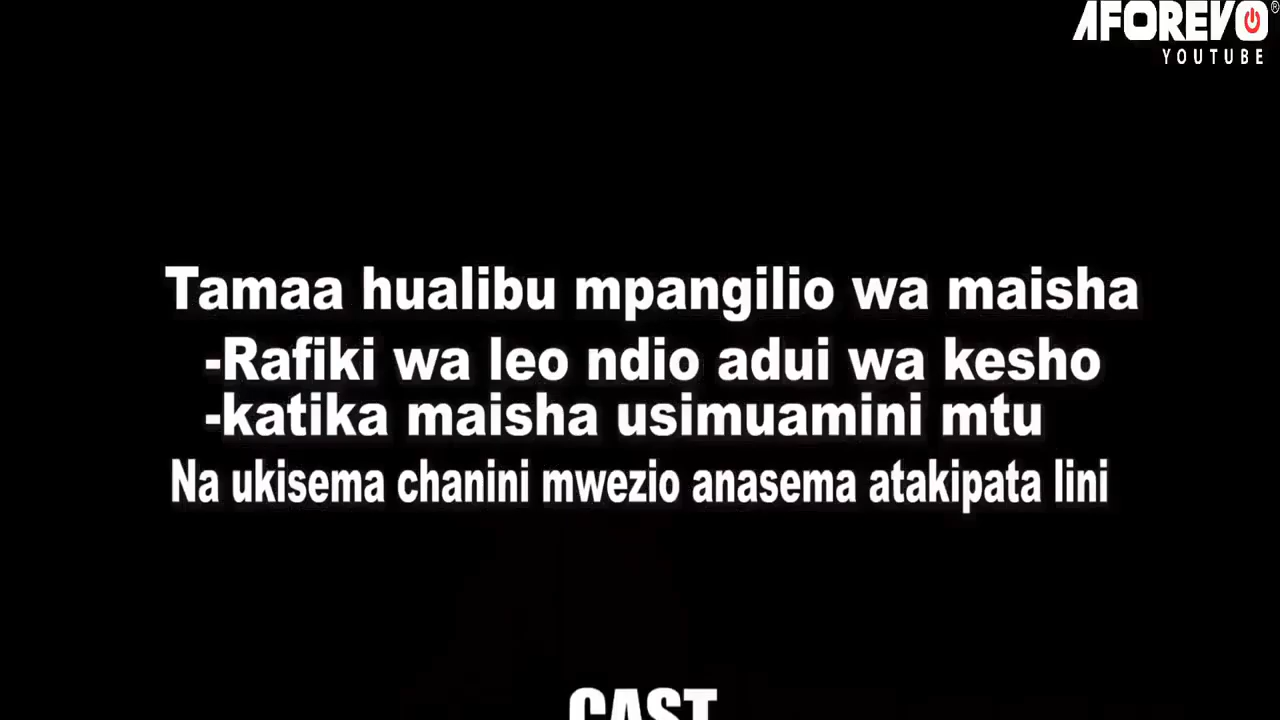 AFOREVO®
YOUTUBE
Tamaa hualibu mpangilio wa maisha
-Rafiki wa leo ndio adui wa kesho
-katika maisha usimuamini mtu
Na ukisema chanini mwezio anasema atakipata lini
CAST